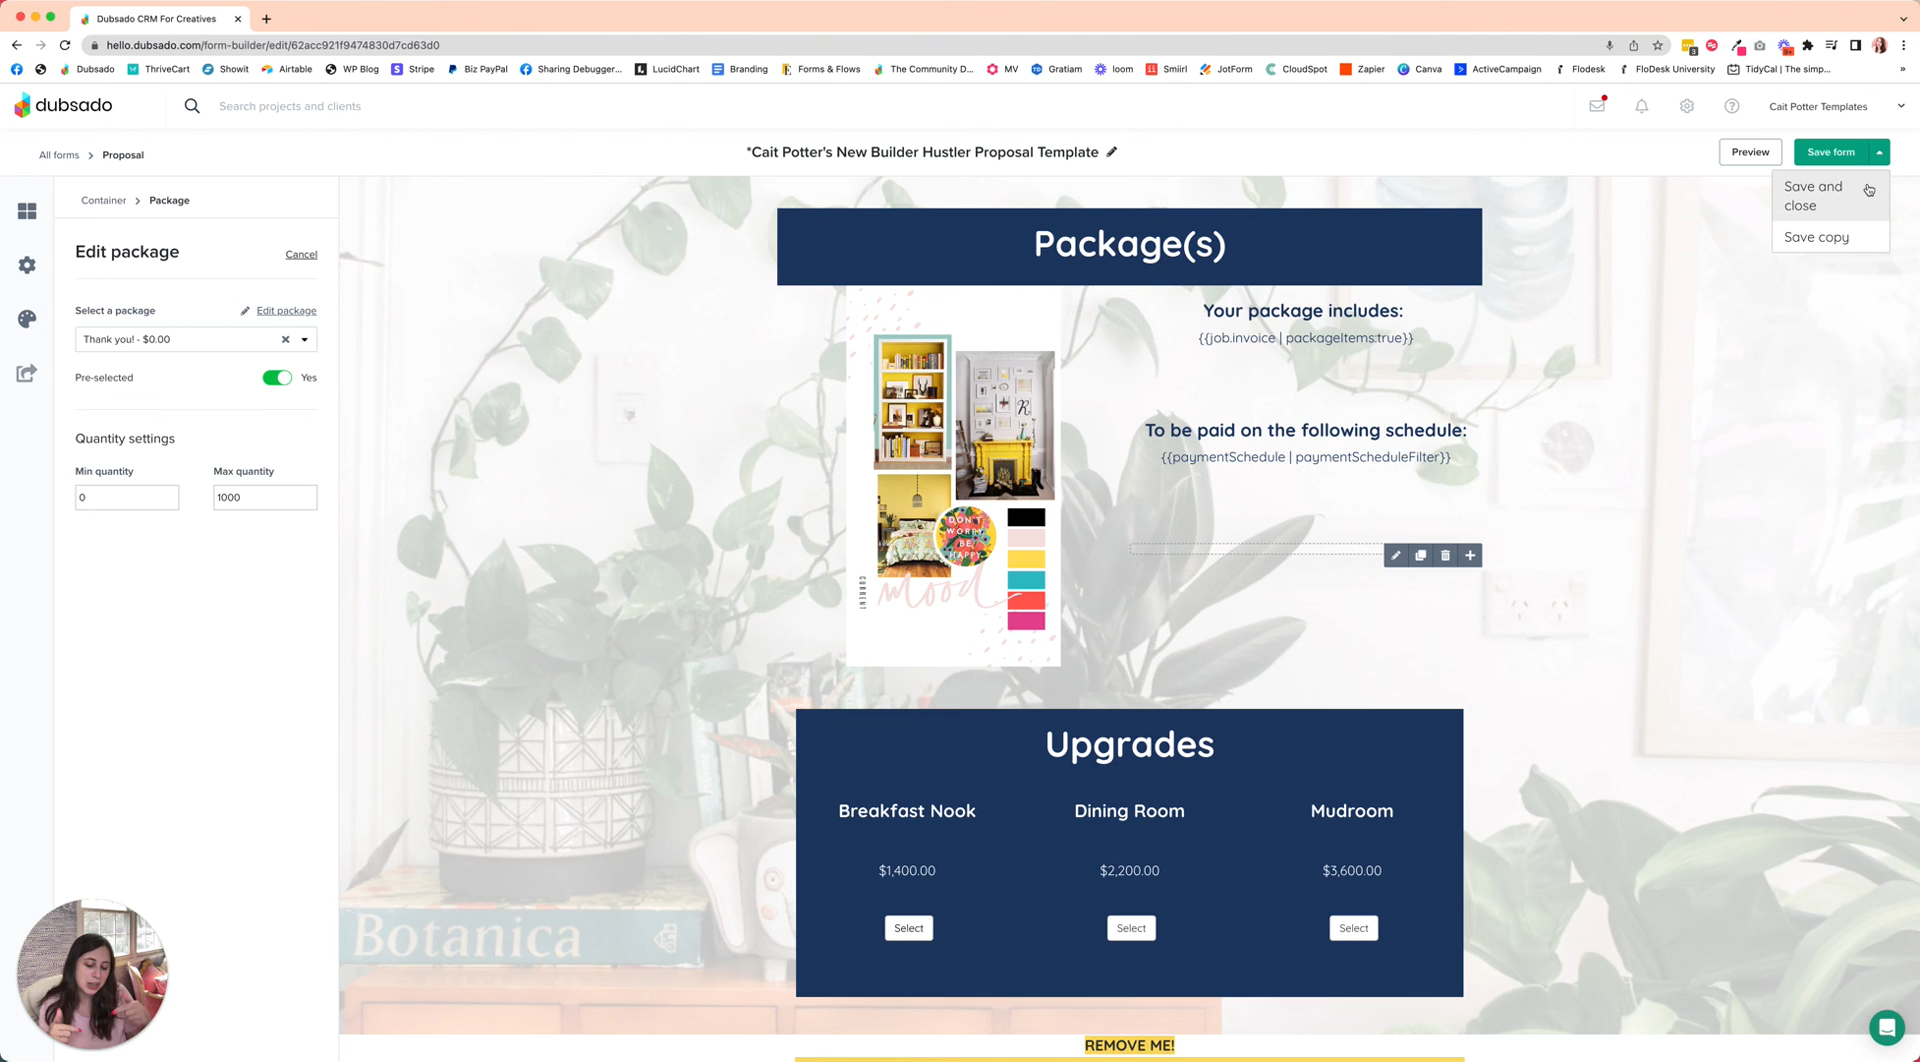 Dubsado CRM For Creatives
hello.dubsado.com/form-builder/edit/62acc921f9474830d7cd63d0
Dubsado ThriveCart Showit Airtable WP Blog Stripe Biz PayPal Sharing Debugger... LucidChart Branding Forms & Flows The Community D... MV Gratiam loom Smiirl JotForm CloudSpot Zapier Canva ActiveCampaign Flodesk FloDesk University TidyCal | The simp... »
dubsado
Search projects and clients
Cait Potter Templates
All forms > Proposal
*Cait Potter's New Builder Hustler Proposal Template
Preview
Save form
Save and
close
Save copy
Container > Package
Edit package
Cancel
Select a package
Edit package
Thank you! - $0.00
Pre-selected
Yes
Quantity settings
Min quantity
Max quantity
0
1000
Package(s)
Your package includes:
{{job.invoice | packageItems:true}}
To be paid on the following schedule:
{{paymentSchedule | paymentScheduleFilter}}
R
DON'T
WORRY
BE
HAPPY
CURRENT
mood
Upgrades
Breakfast Nook
Dining Room
Mudroom
$1,400.00
$2,200.00
$3,600.00
Select
Select
Select
Botanica
REMOVE ME!